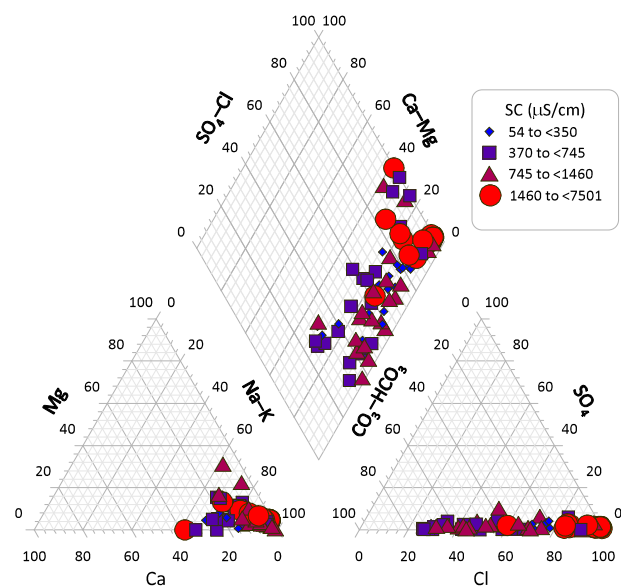 100 100
80 80
60 60
40 40
20 20
0 0
SO₄–Cl
Ca–Mg
SC (µS/cm)
54 to <350
370 to <745
745 to <1460
1460 to <7501
100 0
80 20
60 40
40 60
20 80
0 100
Mg
Na–K
100 80 60 40 20 0
Ca
CO₃–HCO₃
0 100
20 80
40 60
60 40
80 20
100 0
SO₄
0 20 40 60 80 100
Cl